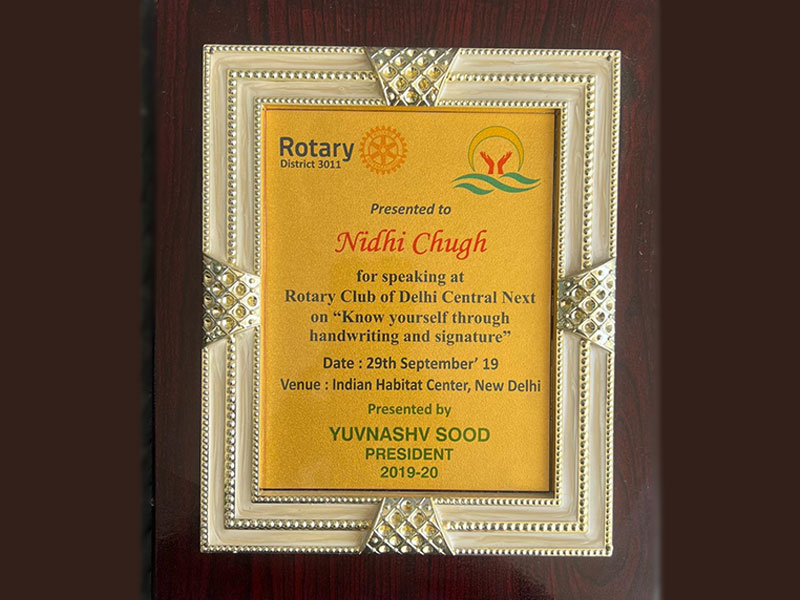 Rotary
District 3011
Presented to
Nidhi Chugh
for speaking at
Rotary Club of Delhi Central Next
on “Know yourself through
handwriting and signature”
Date : 29th September’ 19
Venue : Indian Habitat Center, New Delhi
Presented by
YUVNASHV SOOD
PRESIDENT
2019-20